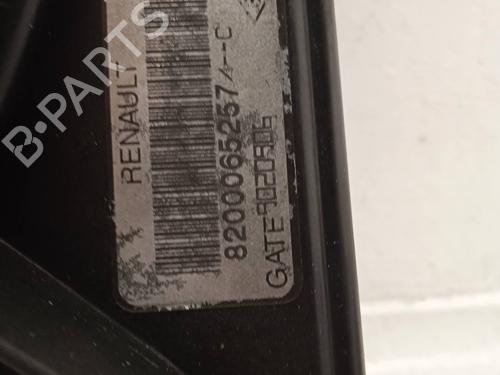 RENAULT
8200065257/--C
GATE
B-PARTS